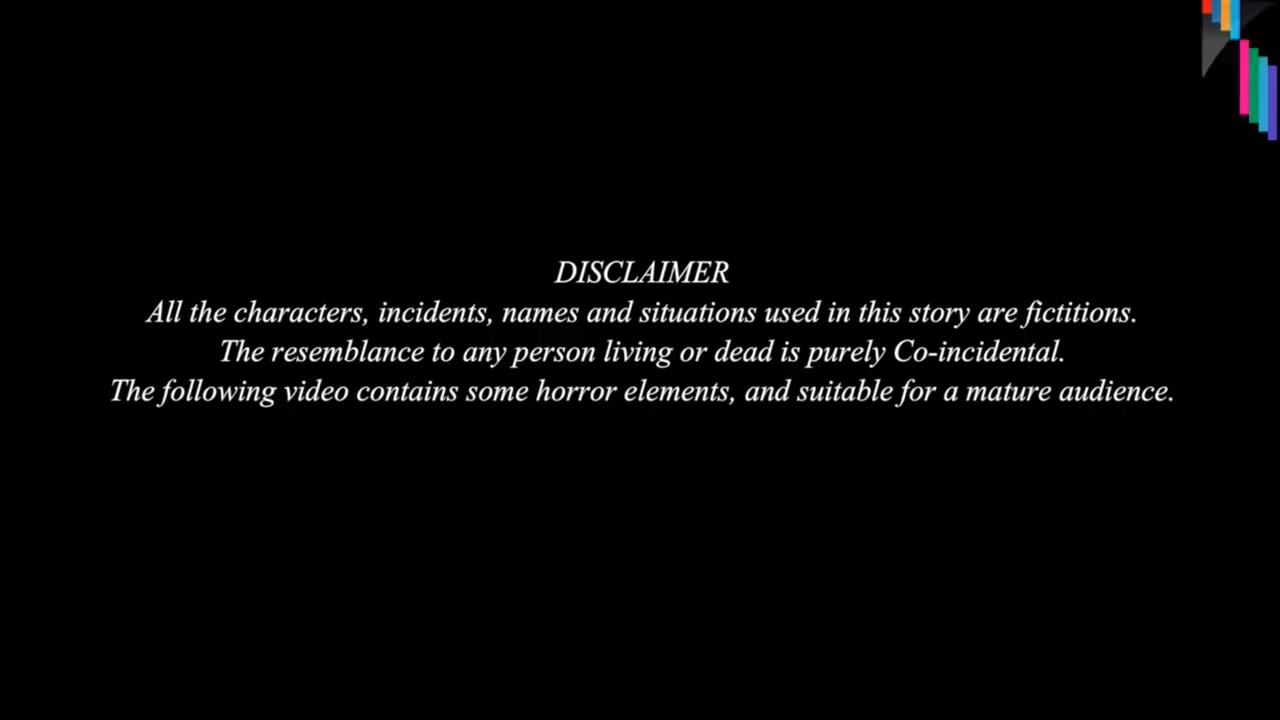 DISCLAIMER
All the characters, incidents, names and situations used in this story are fictitions.
The resemblance to any person living or dead is purely Co-incidental.
The following video contains some horror elements, and suitable for a mature audience.